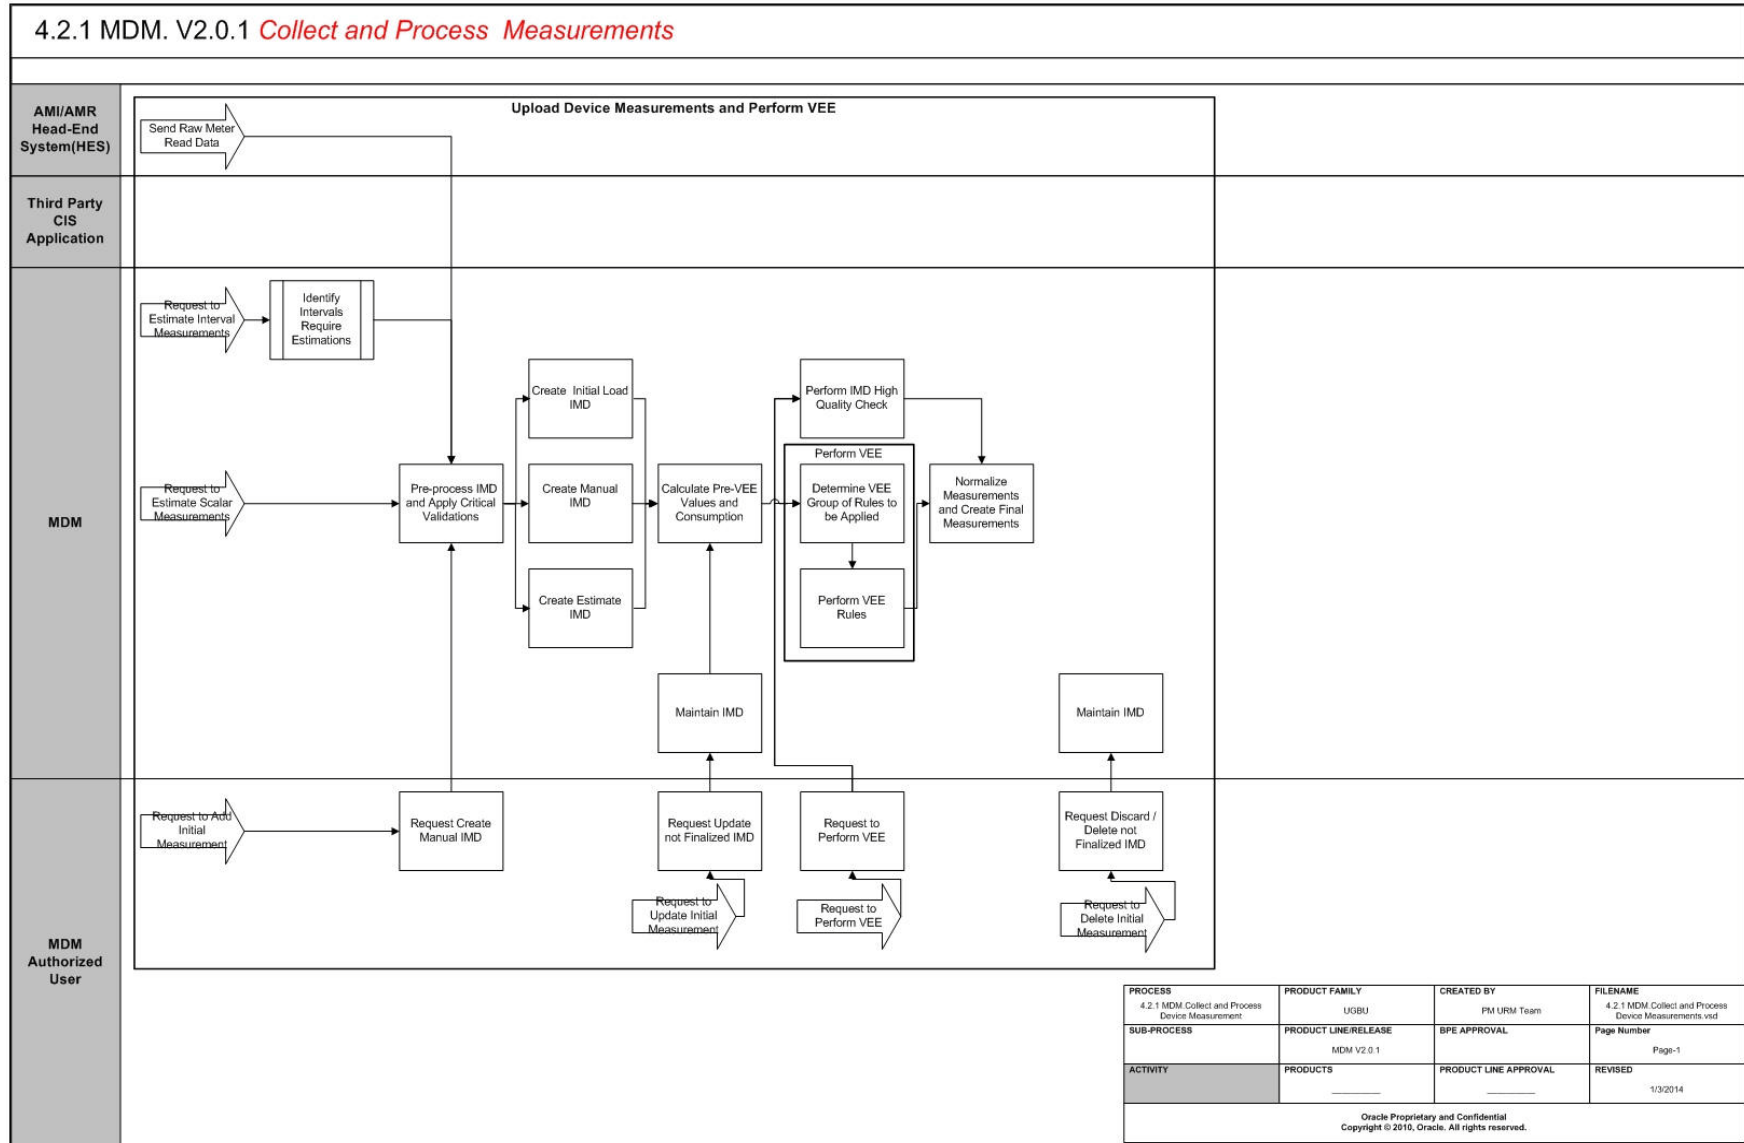 4.2.1 MDM. V2.0.1 Collect and Process Measurements
AMI/AMR
Head-End
System(HES)
Upload Device Measurements and Perform VEE
Send Raw Meter
Read Data
Third Party
CIS
Application
MDM
Request to
Estimate Interval
Measurements
Identify
Intervals
Require
Estimations
Create Initial Load
IMD
Perform IMD High
Quality Check
Perform VEE
Request to
Estimate Scalar
Measurements
Pre-process IMD
and Apply Critical
Validations
Create Manual
IMD
Calculate Pre-VEE
Values and
Consumption
Determine VEE
Group of Rules to
be Applied
Normalize
Measurements
and Create Final
Measurements
Create Estimate
IMD
Perform VEE
Rules
Maintain IMD
Maintain IMD
MDM
Authorized
User
Request to Add
Initial
Measurement
Request Create
Manual IMD
Request Update
not Finalized IMD
Request to
Perform VEE
Request Discard /
Delete not
Finalized IMD
Request to
Update Initial
Measurement
Request to
Perform VEE
Request to
Delete Initial
Measurement
PROCESS
4.2.1 MDM.Collect and Process
Device Measurement
PRODUCT FAMILY
UGBU
CREATED BY
PM URM Team
FILENAME
4.2.1 MDM.Collect and Process
Device Measurements.vsd
SUB-PROCESS
PRODUCT LINE/RELEASE
MDM V2.0.1
BPE APPROVAL
Page Number
Page-1
ACTIVITY
PRODUCTS
PRODUCT LINE APPROVAL
REVISED
1/3/2014
Oracle Proprietary and Confidential
Copyright © 2010, Oracle. All rights reserved.